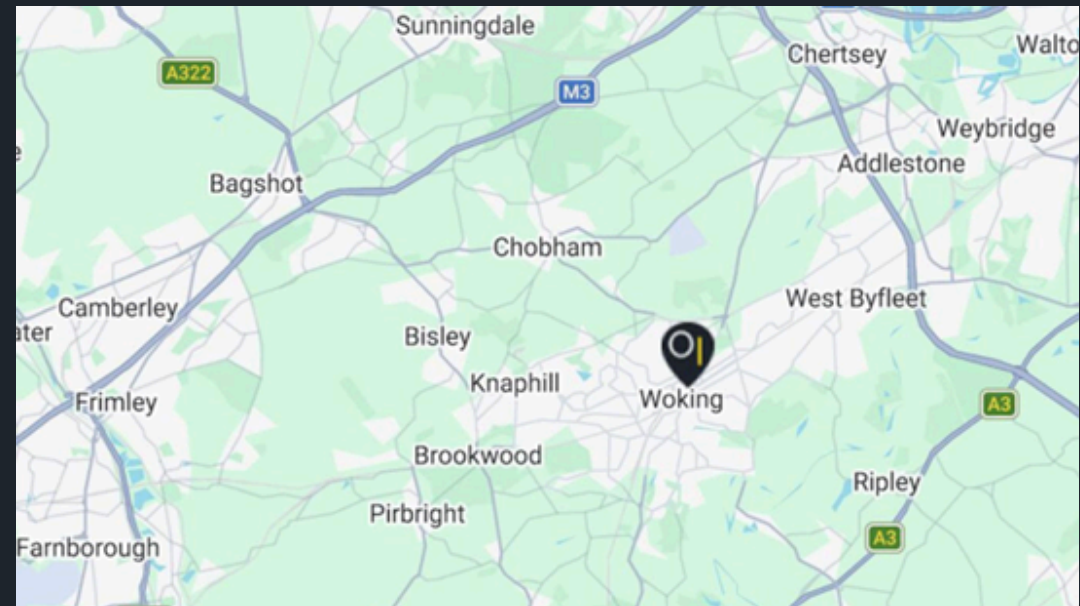 Sunningdale
Chertsey
Walto
A322
M3
Weybridge
Addlestone
e
Bagshot
Chobham
West Byfleet
Camberley
ater
Bisley
Knaphill
Woking
Frimley
A3
Brookwood
Ripley
Pirbright
A3
Farnborough